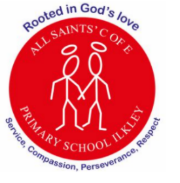 Rooted in God's love
ALL SAINTS' C OF E
PRIMARY SCHOOL ILKLEY
Service, Compassion, Perseverance, Respect